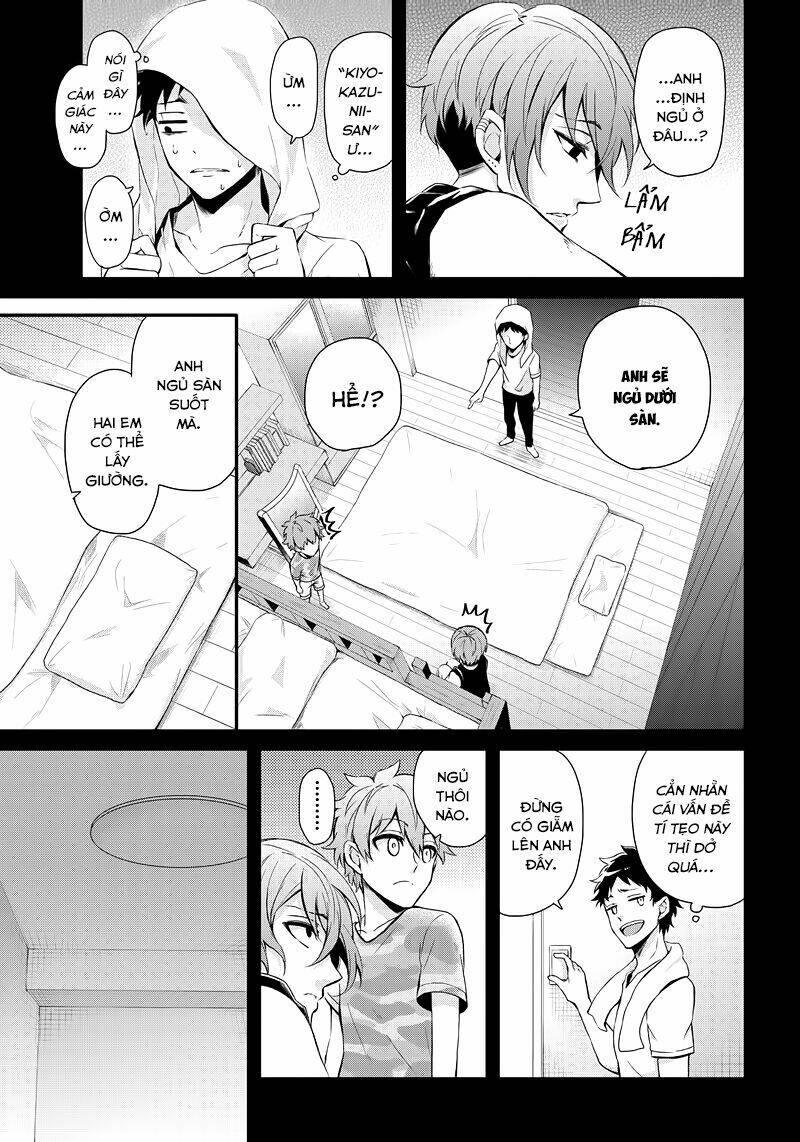 ...ANH
...ĐỊNH
NGỦ Ở
ĐÂU...?
LẨM
BẨM
"KIYO-
KAZU-
NII-
SAN"
Ư...
ỪM
...
NÓI
GÌ
ĐÂY
...
CẢM
GIÁC
NÀY
...
ỜM
...
ANH SẼ
NGỦ DƯỚI
SÀN.
HỂ!?
ANH
NGỦ SÀN
SUỐT
MÀ.
HAI EM
CÓ THỂ
LẤY
GIƯỜNG.
CẲN NHẰN
CÁI VẤN ĐỀ
TÍ TẸO NÀY
THÌ DỞ
QUÁ...
ĐỪNG
CÓ GIẪM
LÊN ANH
ĐẤY.
NGỦ
THÔI
NÀO.
........